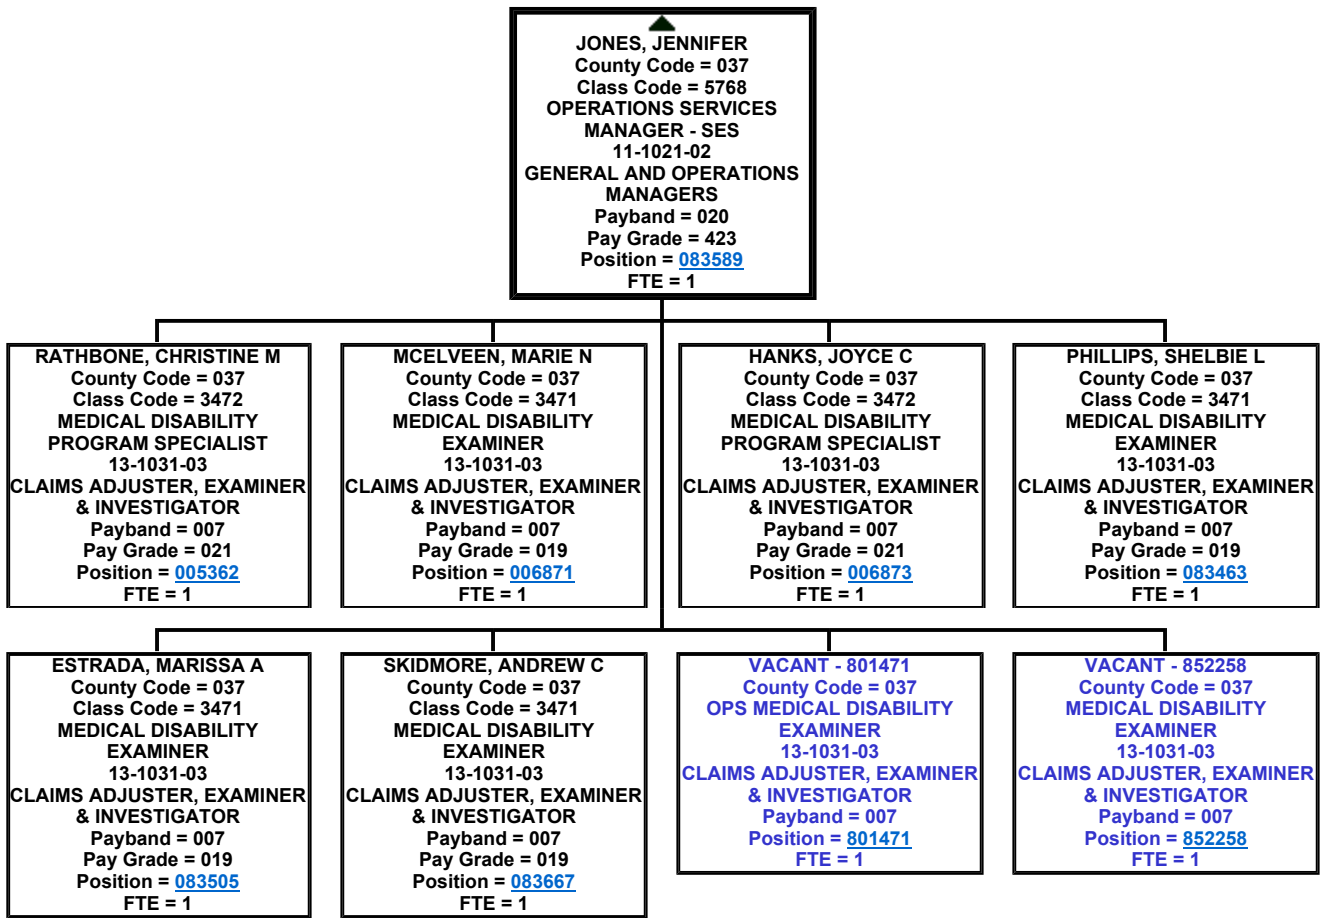 JONES, JENNIFER
County Code = 037
Class Code = 5768
OPERATIONS SERVICES
MANAGER - SES
11-1021-02
GENERAL AND OPERATIONS
MANAGERS
Payband = 020
Pay Grade = 423
Position = 083589
FTE = 1
RATHBONE, CHRISTINE M
County Code = 037
Class Code = 3472
MEDICAL DISABILITY
PROGRAM SPECIALIST
13-1031-03
CLAIMS ADJUSTER, EXAMINER
& INVESTIGATOR
Payband = 007
Pay Grade = 021
Position = 005362
FTE = 1
MCELVEEN, MARIE N
County Code = 037
Class Code = 3471
MEDICAL DISABILITY
EXAMINER
13-1031-03
CLAIMS ADJUSTER, EXAMINER
& INVESTIGATOR
Payband = 007
Pay Grade = 019
Position = 006871
FTE = 1
HANKS, JOYCE C
County Code = 037
Class Code = 3472
MEDICAL DISABILITY
PROGRAM SPECIALIST
13-1031-03
CLAIMS ADJUSTER, EXAMINER
& INVESTIGATOR
Payband = 007
Pay Grade = 021
Position = 006873
FTE = 1
PHILLIPS, SHELBIE L
County Code = 037
Class Code = 3471
MEDICAL DISABILITY
EXAMINER
13-1031-03
CLAIMS ADJUSTER, EXAMINER
& INVESTIGATOR
Payband = 007
Pay Grade = 019
Position = 083463
FTE = 1
ESTRADA, MARISSA A
County Code = 037
Class Code = 3471
MEDICAL DISABILITY
EXAMINER
13-1031-03
CLAIMS ADJUSTER, EXAMINER
& INVESTIGATOR
Payband = 007
Pay Grade = 019
Position = 083505
FTE = 1
SKIDMORE, ANDREW C
County Code = 037
Class Code = 3471
MEDICAL DISABILITY
EXAMINER
13-1031-03
CLAIMS ADJUSTER, EXAMINER
& INVESTIGATOR
Payband = 007
Pay Grade = 019
Position = 083667
FTE = 1
VACANT - 801471
County Code = 037
OPS MEDICAL DISABILITY
EXAMINER
13-1031-03
CLAIMS ADJUSTER, EXAMINER
& INVESTIGATOR
Payband = 007
Position = 801471
FTE = 1
VACANT - 852258
County Code = 037
MEDICAL DISABILITY
EXAMINER
13-1031-03
CLAIMS ADJUSTER, EXAMINER
& INVESTIGATOR
Payband = 007
Position = 852258
FTE = 1